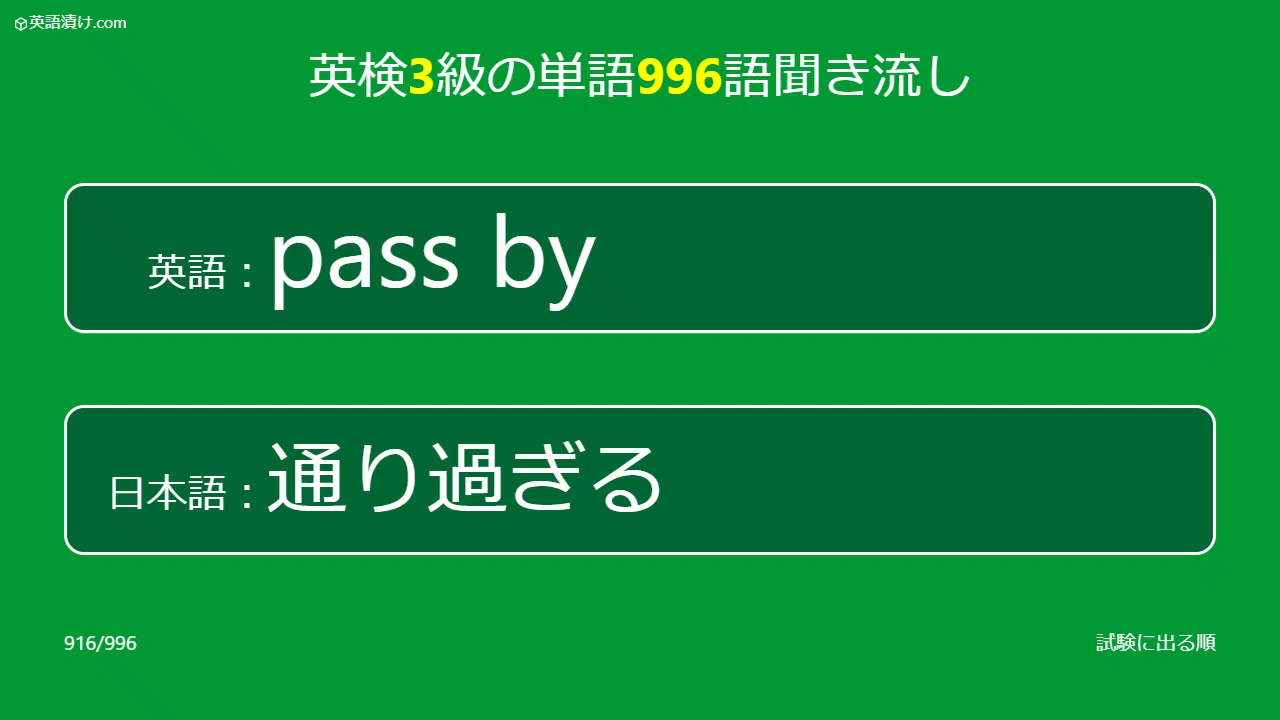 英語漬け.com
英検3級の単語996語聞き流し
英語：pass by
日本語：通り過ぎる
916/996
試験に出る順